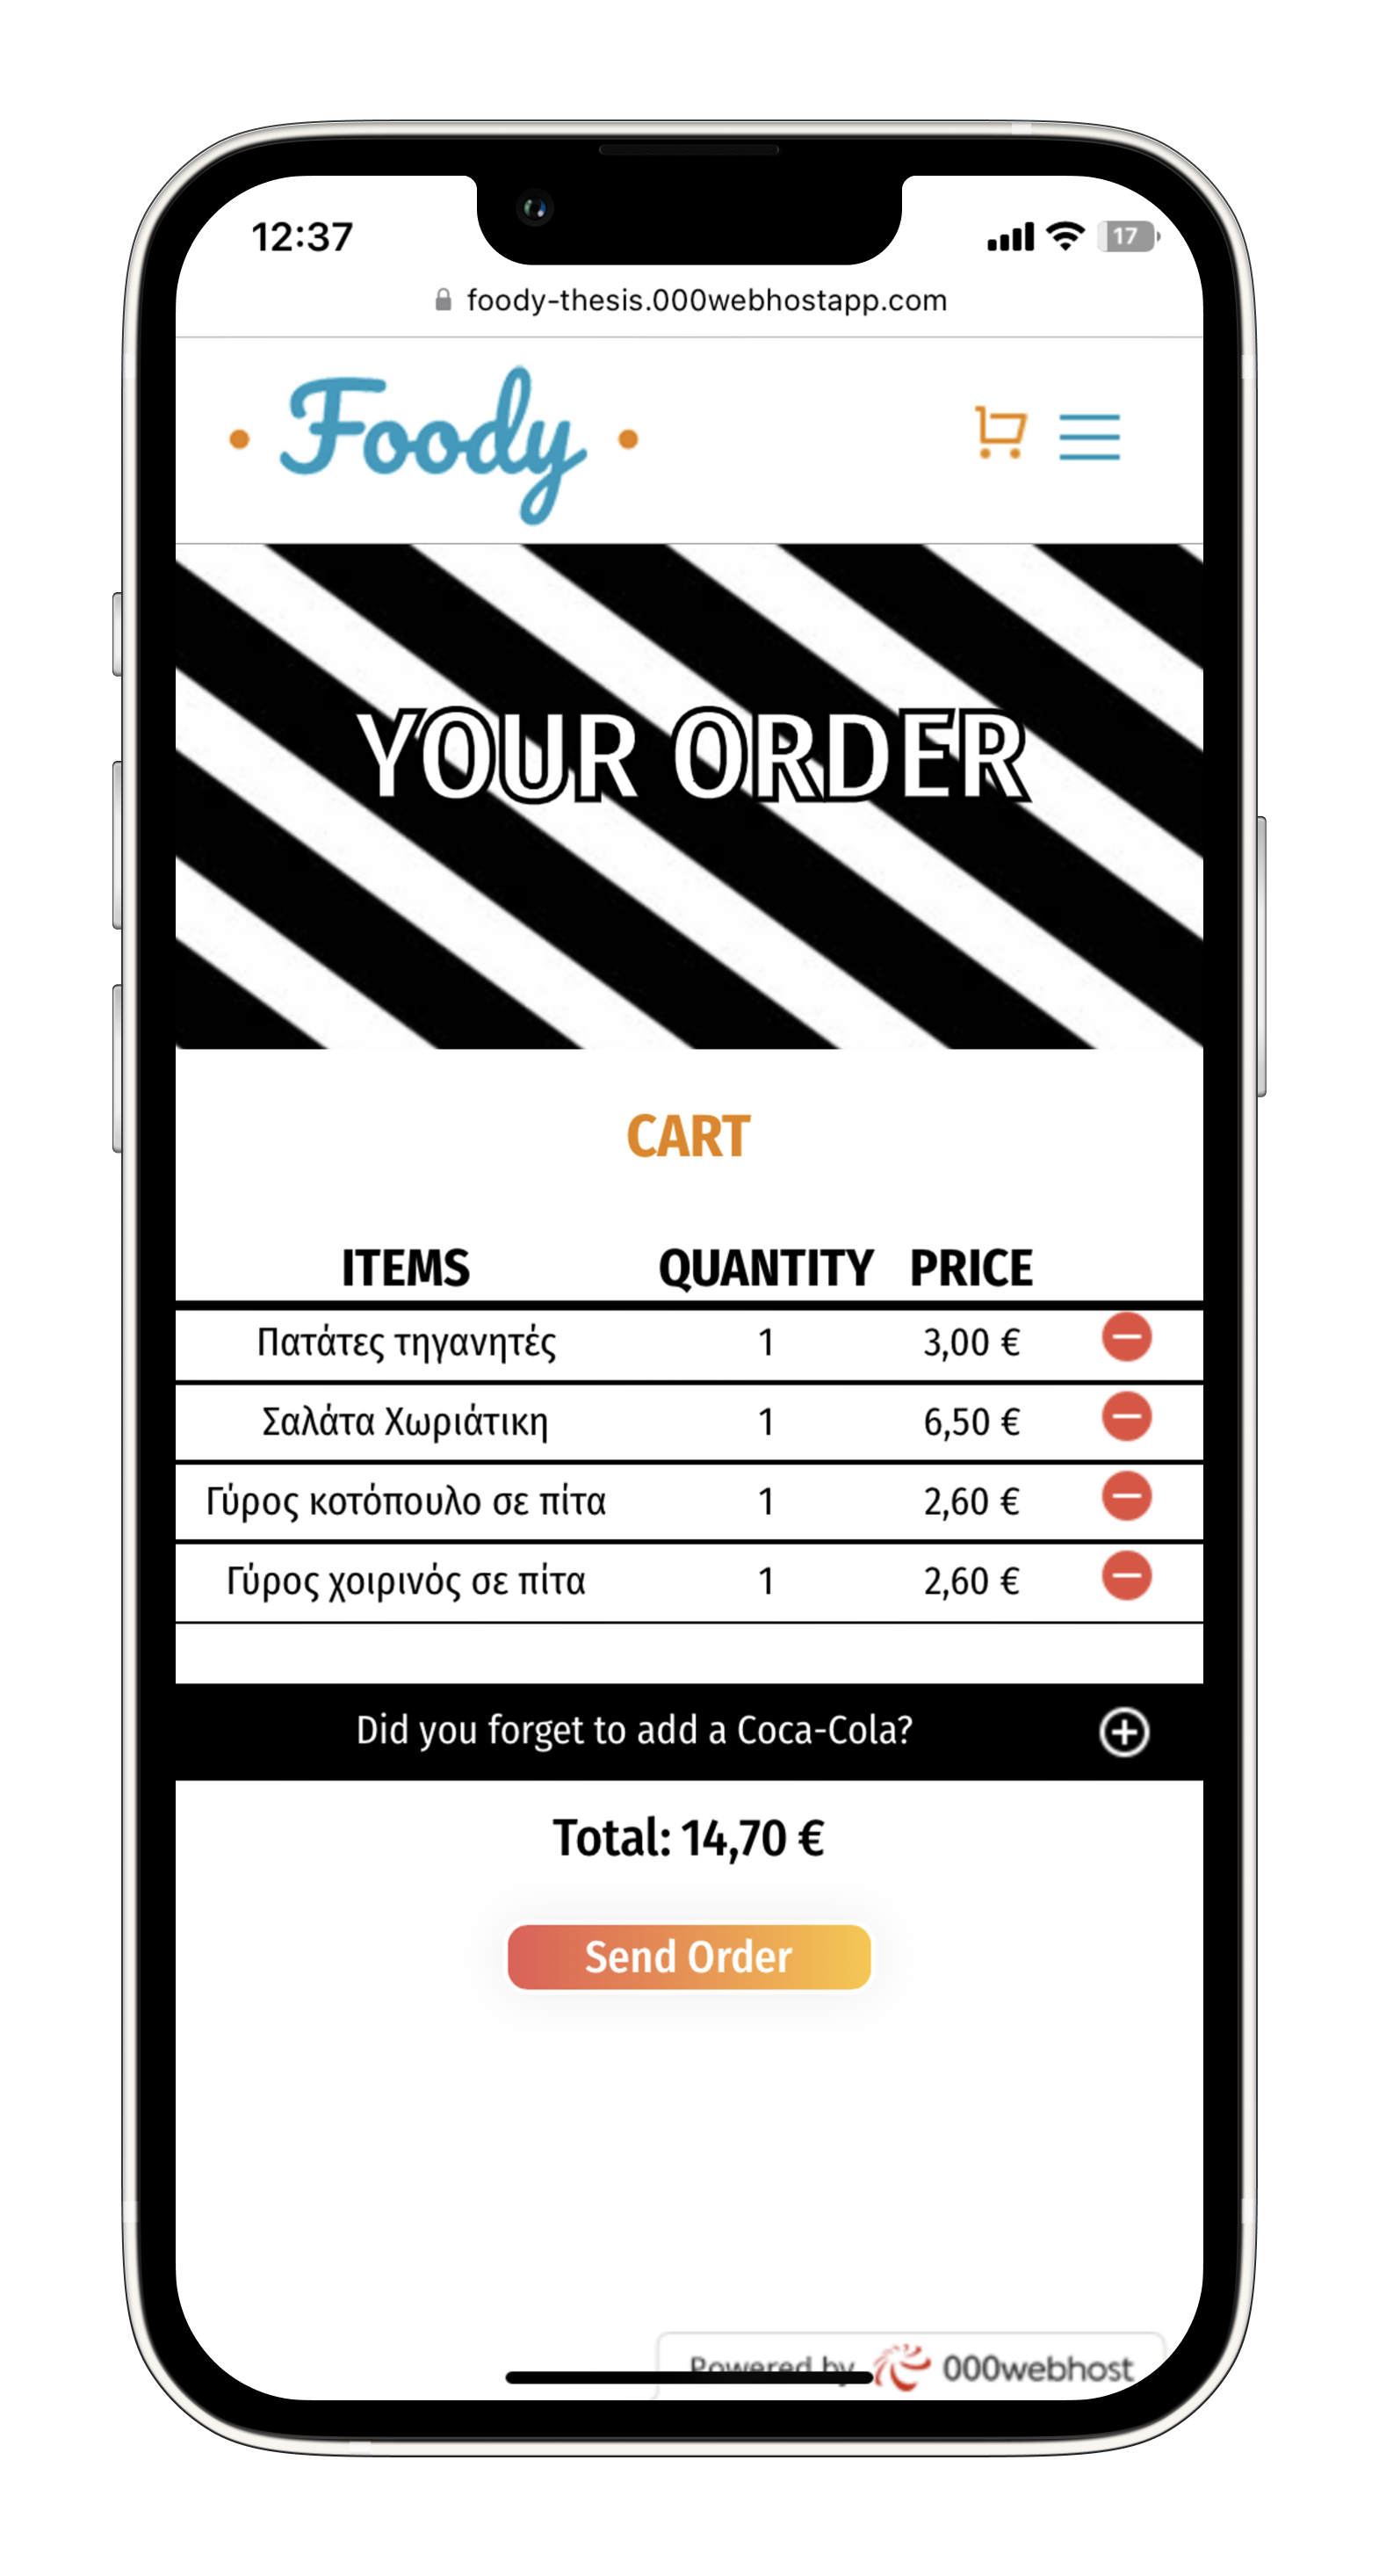 12:37
17
foody-thesis.000webhostapp.com
Foody
YOUR ORDER
CART
ITEMS QUANTITY PRICE
Πατάτες τηγανητές 1 3,00 €
Σαλάτα Χωριάτικη 1 6,50 €
Γύρος κοτόπουλο σε πίτα 1 2,60 €
Γύρος χοιρινός σε πίτα 1 2,60 €
Did you forget to add a Coca-Cola?
Total: 14,70 €
Send Order
Powered by 000webhost